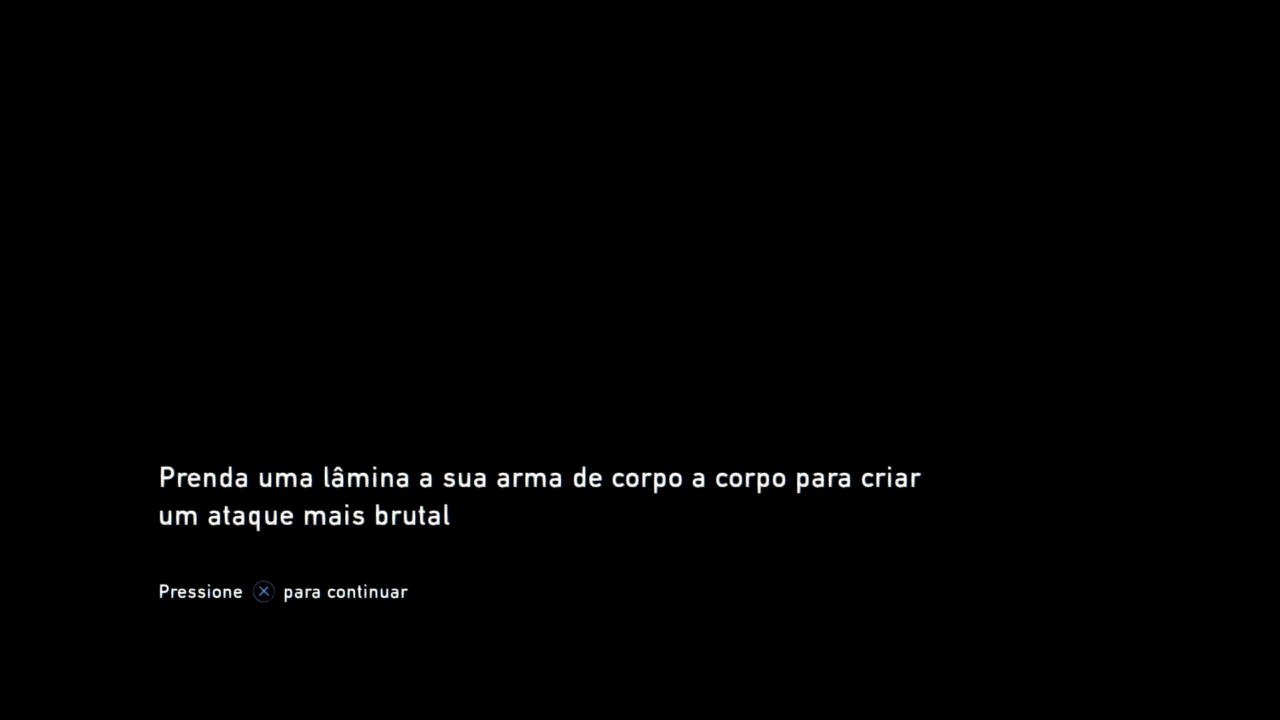 Prenda uma lâmina a sua arma de corpo a corpo para criar
um ataque mais brutal
Pressione ⓧ para continuar